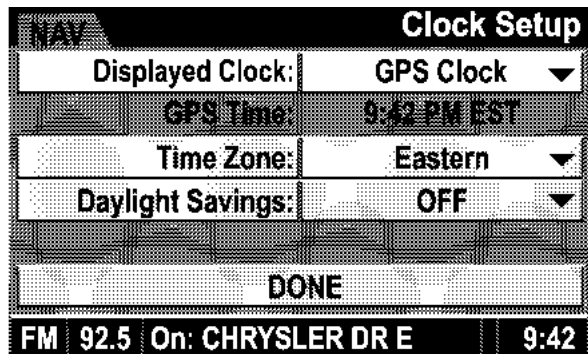 NAV Clock Setup
Displayed Clock: GPS Clock
GPS Time: 9:42 PM EST
Time Zone: Eastern
Daylight Savings: OFF
DONE
FM 92.5 On: CHRYSLER DR E 9:42